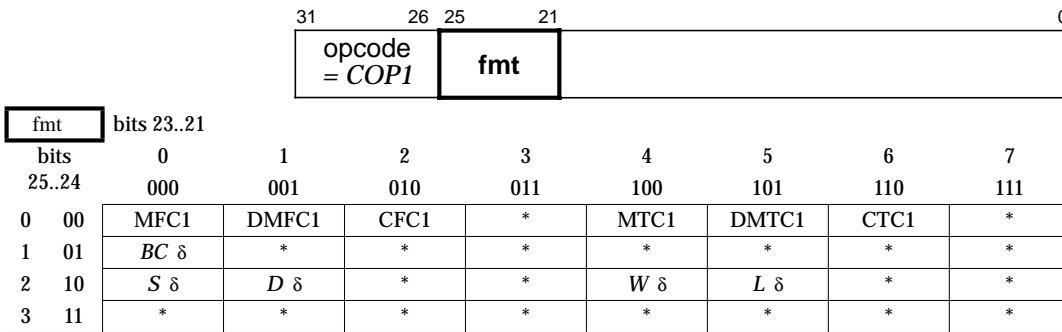 31 26 25 21 0
opcode
= COP1 fmt
fmt bits 23..21
bits 0 1 2 3 4 5 6 7
25..24 000 001 010 011 100 101 110 111
0 00 MFC1 DMFC1 CFC1 * MTC1 DMTC1 CTC1 *
1 01 BC δ * * * * * * *
2 10 S δ D δ * * W δ L δ * *
3 11 * * * * * * * *